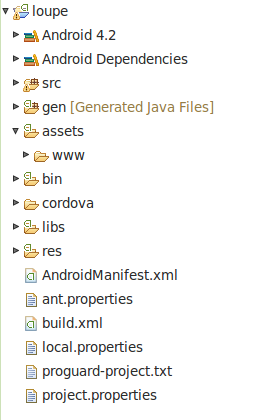 loupe
Android 4.2
Android Dependencies
src
gen [Generated Java Files]
assets
www
bin
cordova
libs
res
AndroidManifest.xml
ant.properties
build.xml
local.properties
proguard-project.txt
project.properties